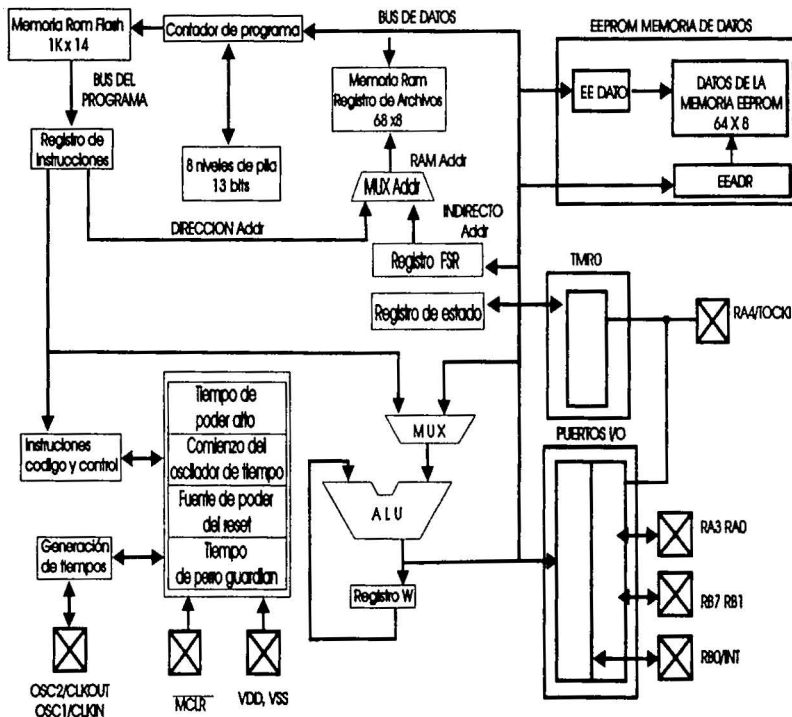 Memoria Rom Flash
1K x 14
Contador de programa
BUS DE DATOS
EEPROM MEMORIA DE DATOS
BUS DEL
PROGRAMA
Memoria Ram
Registro de Archivos
68 x8
EE DATO
DATOS DE LA
MEMORIA EEPROM
64 X 8
Registro de
Instrucciones
8 niveles de pila
13 bits
RAM Addr
MUX Addr
EEADR
DIRECCION Addr
INDIRECTO
Addr
Registro FSR
TMR0
Registro de estado
RA4/TOCKI
Tiempo de
poder alto
MUX
PUERTOS I/O
Instruciones
codigo y control
Comienzo del
oscilador de tiempo
Fuente de poder
del reset
ALU
RA3 RA0
Generación
de tiempos
Tiempo
de perro guardian
Registro W
RB7 RB1
RB0/INT
OSC2/CLKOUT
OSC1/CLKIN
MCLR
VDD, VSS